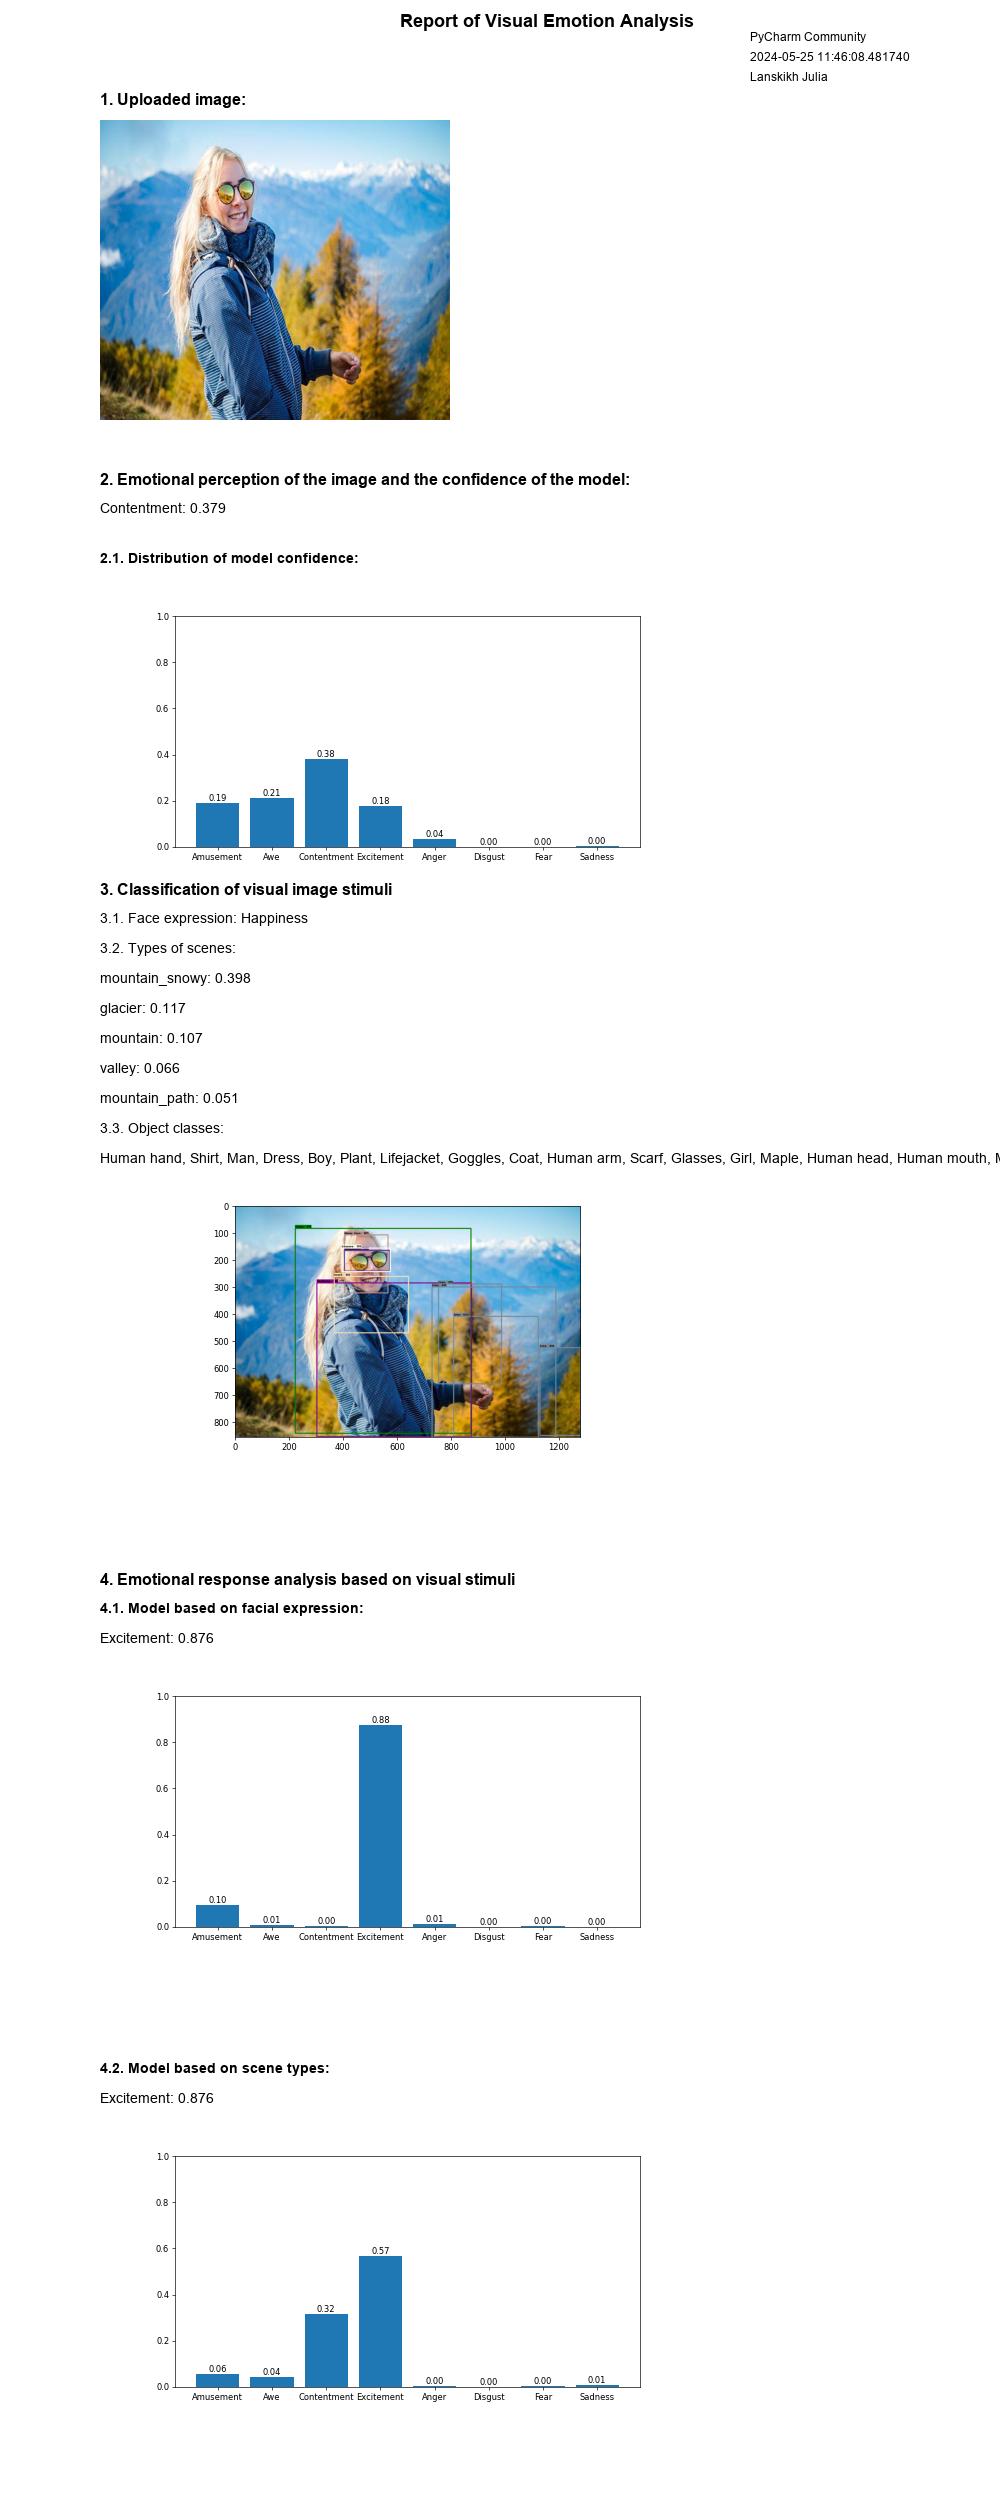 Report of Visual Emotion Analysis
PyCharm Community
2024-05-25 11:46:08.481740
Lanskikh Julia
1. Uploaded image:
2. Emotional perception of the image and the confidence of the model:
Contentment: 0.379
2.1. Distribution of model confidence:
1.0
0.8
0.6
0.4
0.2
0.0
0.19
0.21
0.38
0.18
0.04
0.00
0.00
0.00
Amusement Awe Contentment Excitement Anger Disgust Fear Sadness
3. Classification of visual image stimuli
3.1. Face expression: Happiness
3.2. Types of scenes:
mountain_snowy: 0.398
glacier: 0.117
mountain: 0.107
valley: 0.066
mountain_path: 0.051
3.3. Object classes:
Human hand, Shirt, Man, Dress, Boy, Plant, Lifejacket, Goggles, Coat, Human arm, Scarf, Glasses, Girl, Maple, Human head, Human mouth,
0
100
200
300
400
500
600
700
800
0 200 400 600 800 1000 1200
4. Emotional response analysis based on visual stimuli
4.1. Model based on facial expression:
Excitement: 0.876
1.0
0.8
0.6
0.4
0.2
0.0
0.10
0.01
0.00
0.88
0.01
0.00
0.00
0.00
Amusement Awe Contentment Excitement Anger Disgust Fear Sadness
4.2. Model based on scene types:
Excitement: 0.876
1.0
0.8
0.6
0.4
0.2
0.0
0.06
0.04
0.32
0.57
0.00
0.00
0.00
0.01
Amusement Awe Contentment Excitement Anger Disgust Fear Sadness